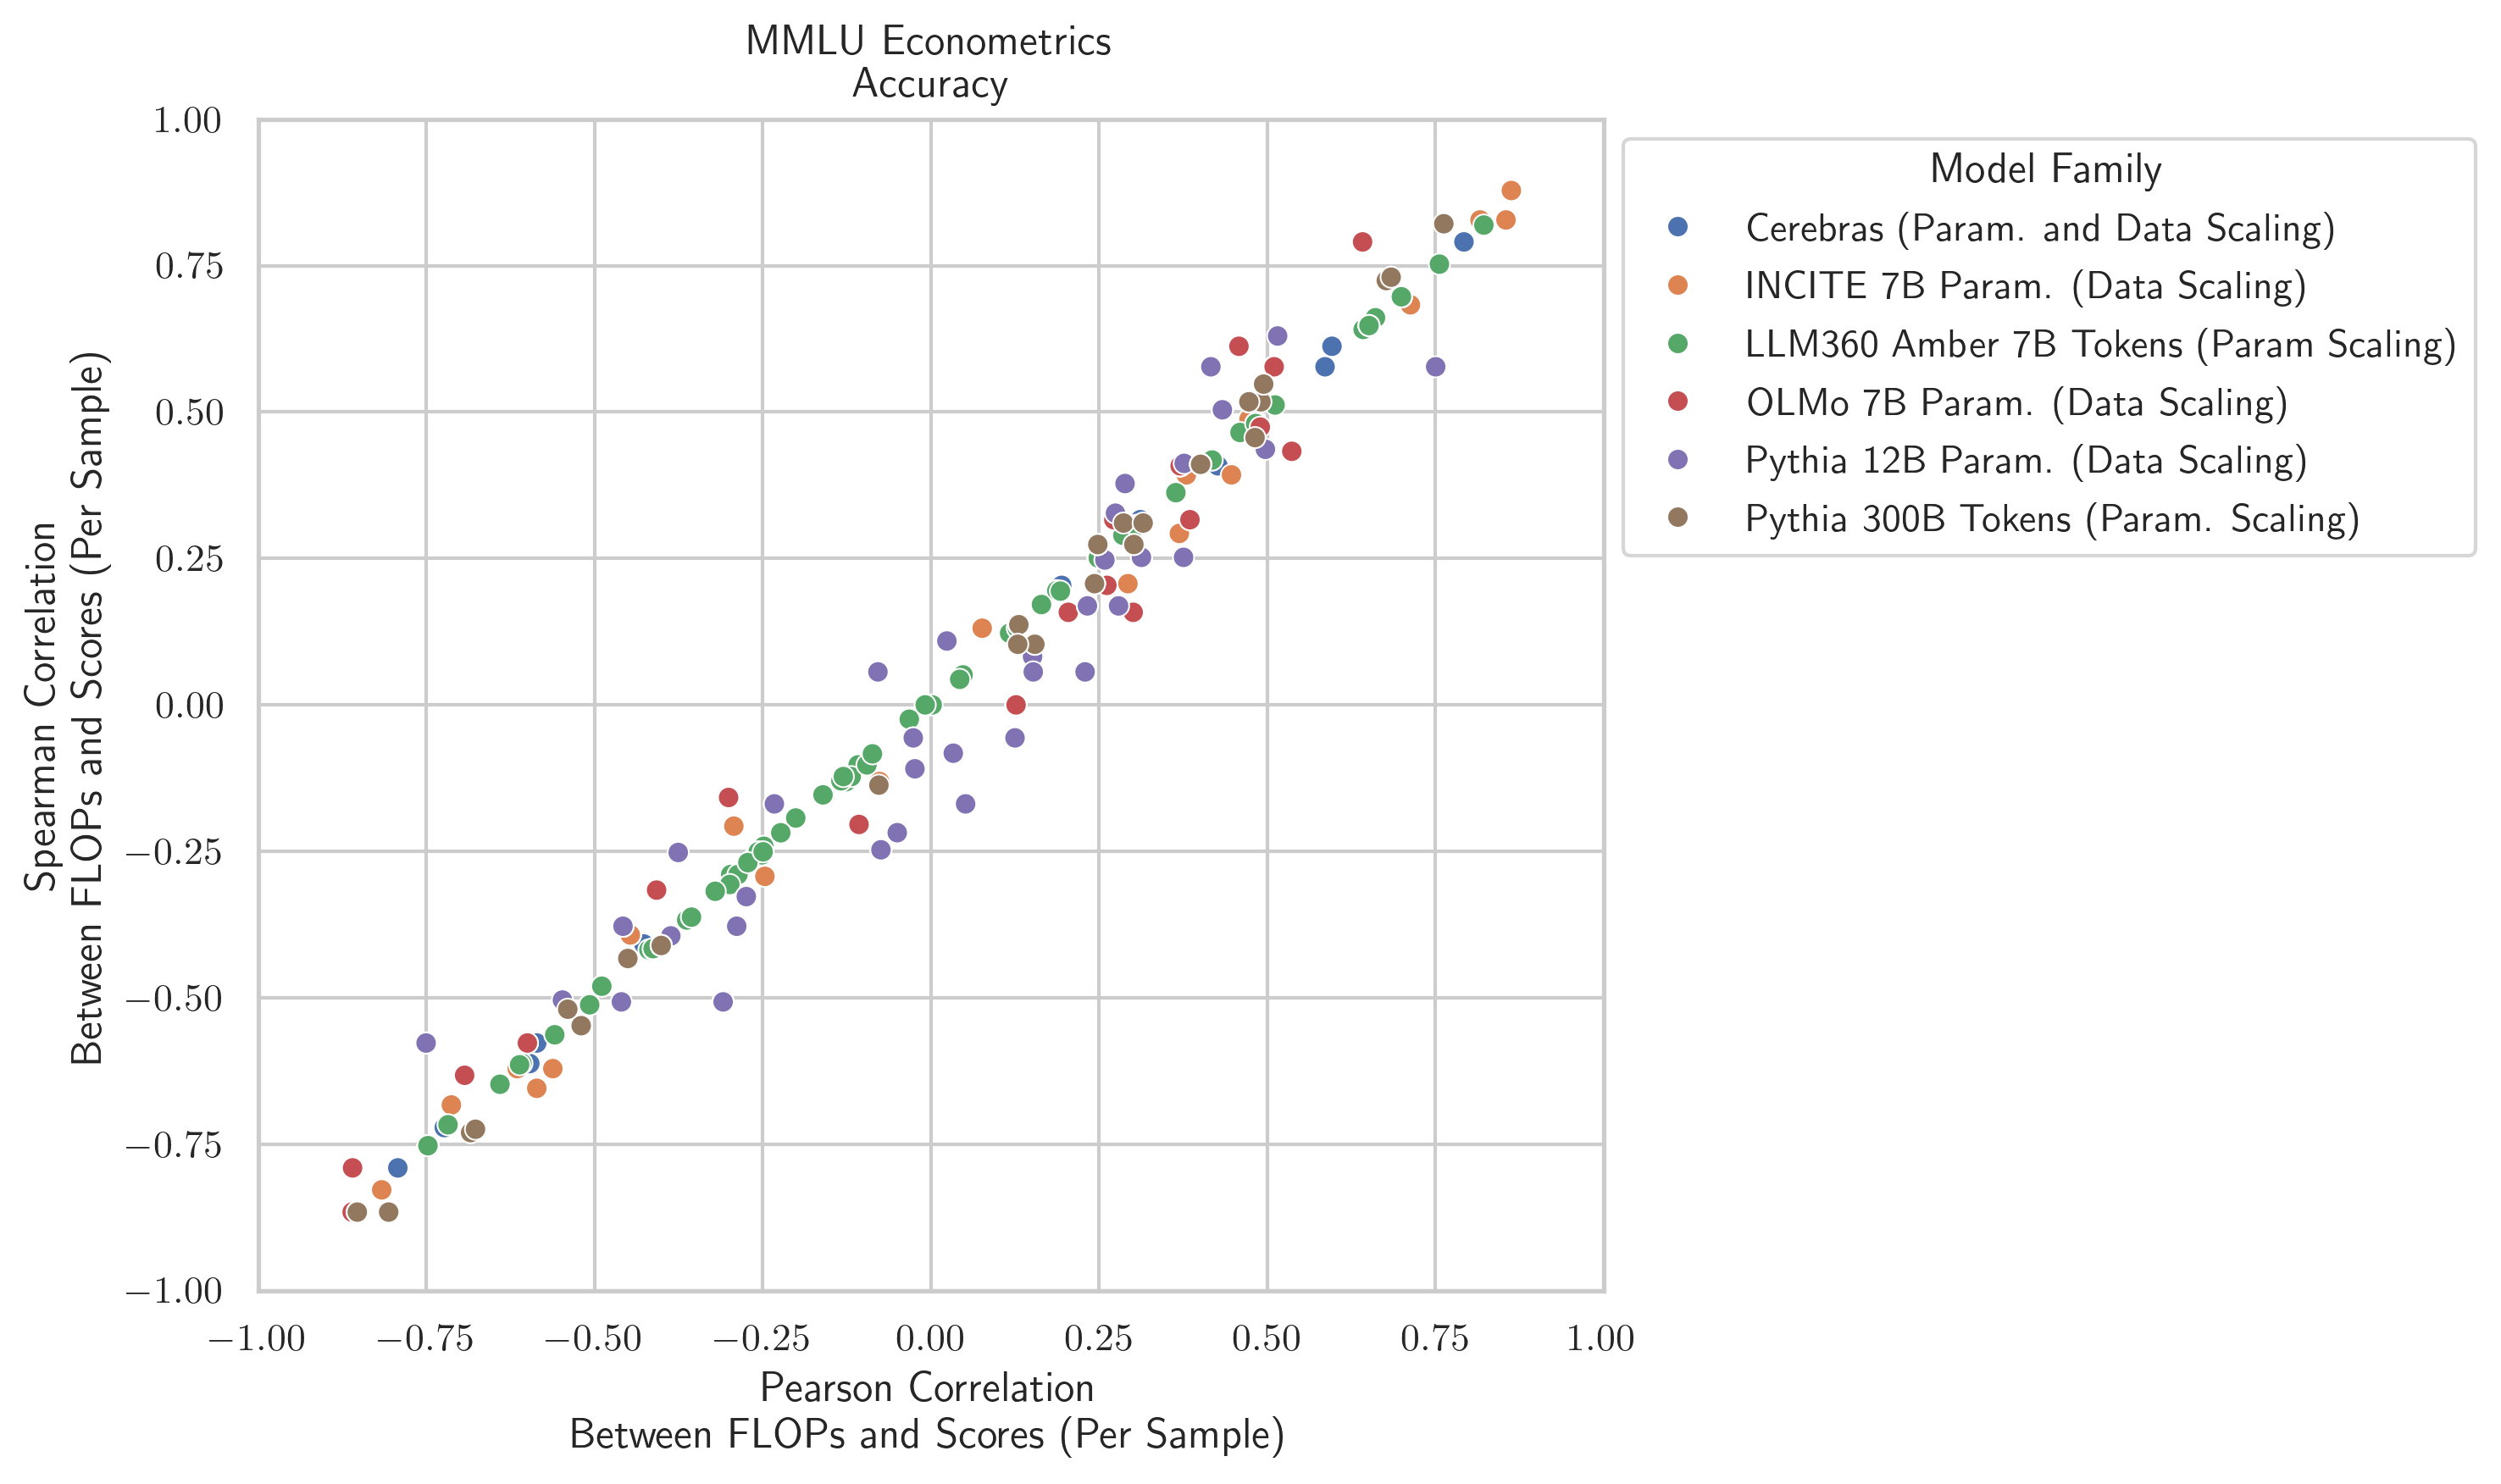 MMLU Econometrics
Accuracy
1.00
0.75
0.50
0.25
0.00
−0.25
−0.50
−0.75
−1.00
Spearman Correlation
Between FLOPs and Scores (Per Sample)
−1.00 −0.75 −0.50 −0.25 0.00 0.25 0.50 0.75 1.00
Pearson Correlation
Between FLOPs and Scores (Per Sample)
Model Family
Cerebras (Param. and Data Scaling)
INCITE 7B Param. (Data Scaling)
LLM360 Amber 7B Tokens (Param Scaling)
OLMo 7B Param. (Data Scaling)
Pythia 12B Param. (Data Scaling)
Pythia 300B Tokens (Param. Scaling)